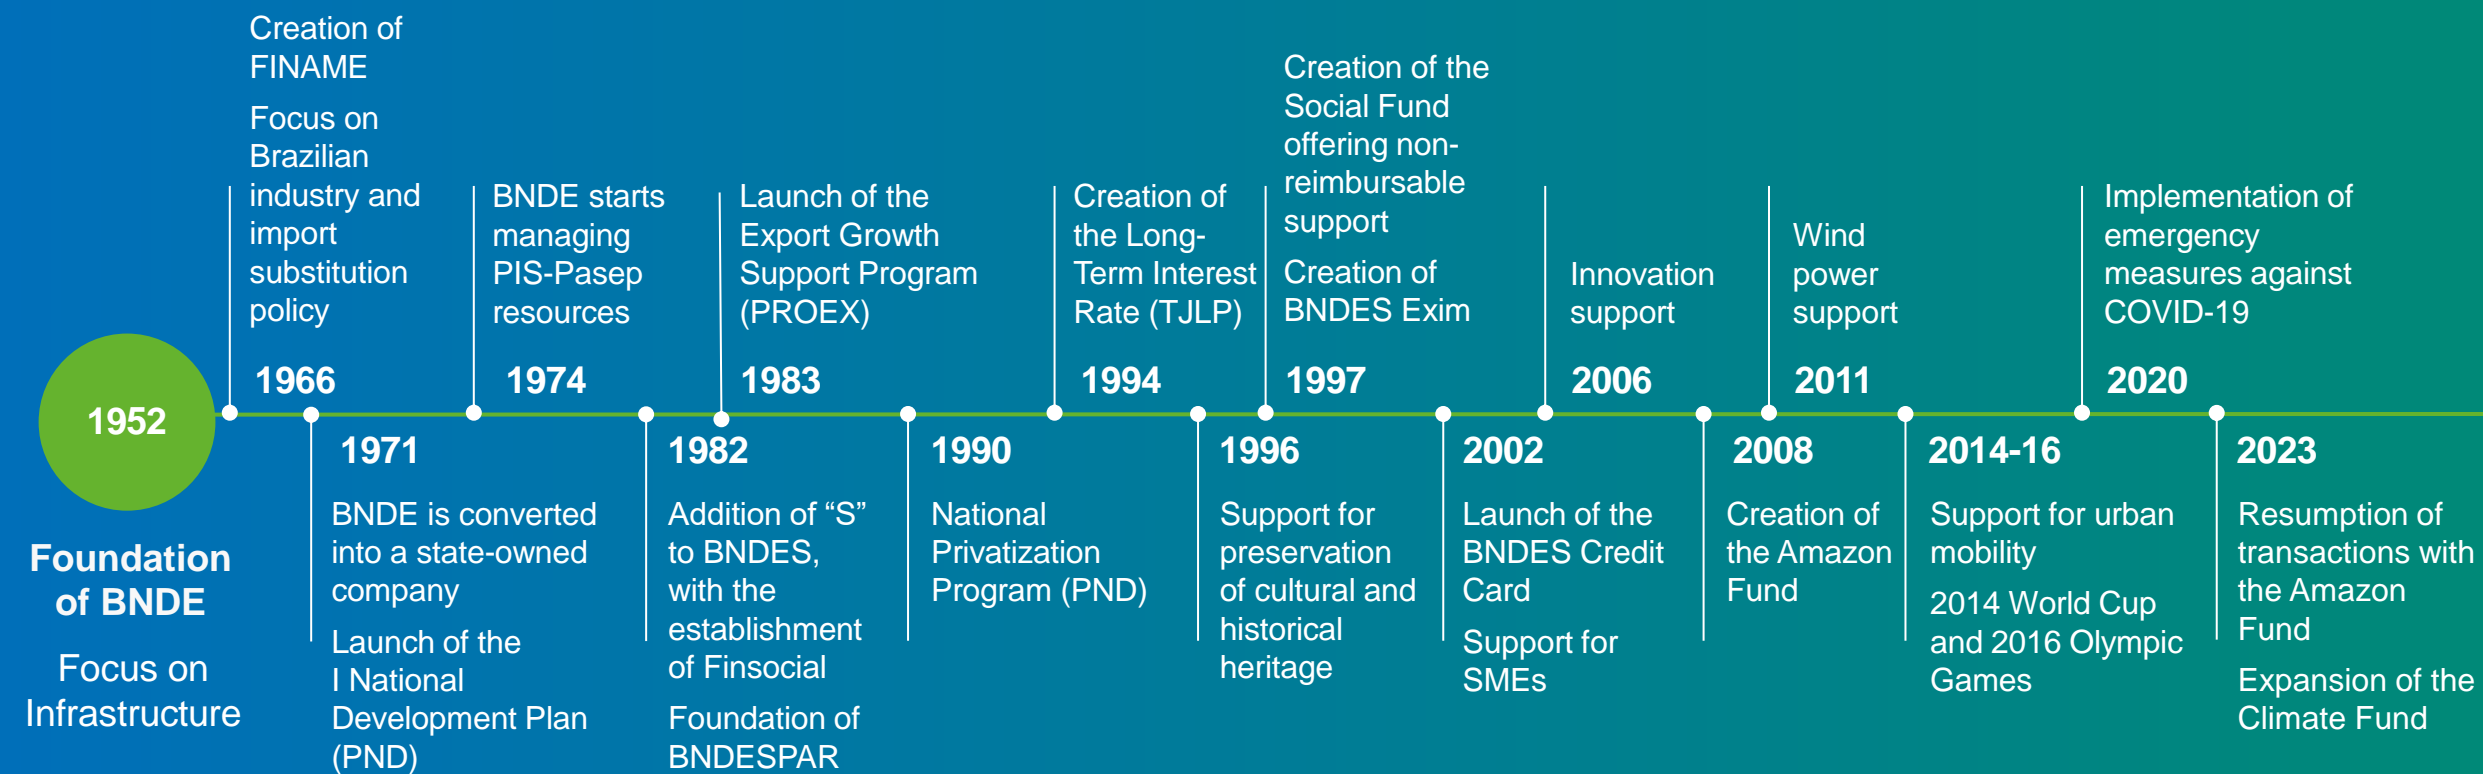 1952
Foundation
of BNDE
Focus on
Infrastructure
Creation of
FINAME
Focus on
Brazilian
industry and
import
substitution
policy
1966
1971
BNDE is converted
into a state-owned
company
Launch of the
I National
Development Plan
(PND)
BNDE starts
managing
PIS-Pasep
resources
1974
1982
Addition of “S”
to BNDES,
with the
establishment
of Finsocial
Foundation of
BNDESPAR
Launch of the
Export Growth
Support Program
(PROEX)
1983
1990
National
Privatization
Program (PND)
Creation of
the Long-
Term Interest
Rate (TJLP)
1994
1996
Support for
preservation
of cultural and
historical
heritage
Creation of the
Social Fund
offering non-
reimbursable
support
Creation of
BNDES Exim
1997
2002
Launch of the
BNDES Credit
Card
Support for
SMEs
Innovation
support
2006
2008
Creation of
the Amazon
Fund
Wind
power
support
2011
2014-16
Support for urban
mobility
2014 World Cup
and 2016 Olympic
Games
Implementation of
emergency
measures against
COVID-19
2020
2023
Resumption of
transactions with
the Amazon
Fund
Expansion of the
Climate Fund